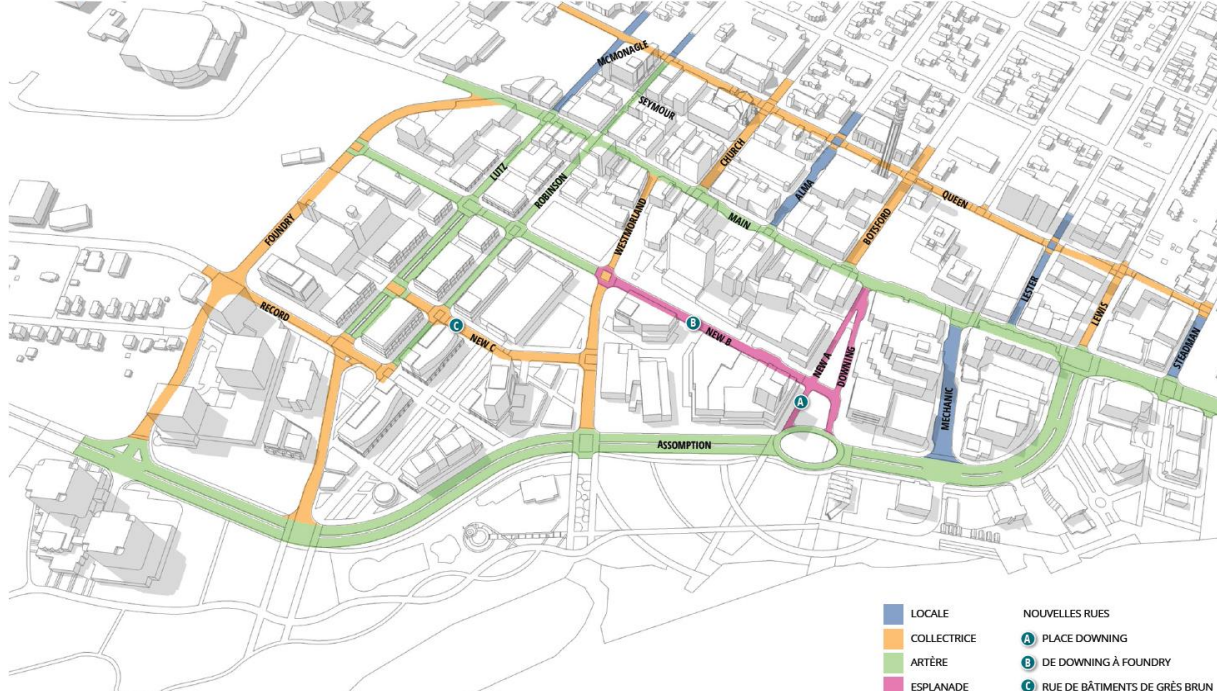 McMONAGLE
SEYMOUR
CHURCH
ALMA
LUTZ
ROBINSON
QUEEN
BOTSFORD
WESTMORLAND
MAIN
FOUNDRY
LESTER
LEWIS
STEADMAN
RECORD
C
NEW C
B
NEW B
NEW A
DOWNING
A
MECHANIC
ASSOMPTION
LOCALE
COLLECTRICE
ARTÈRE
ESPLANADE
NOUVELLES RUES
A PLACE DOWNING
B DE DOWNING À FOUNDRY
C RUE DE BÂTIMENTS DE GRÈS BRUN